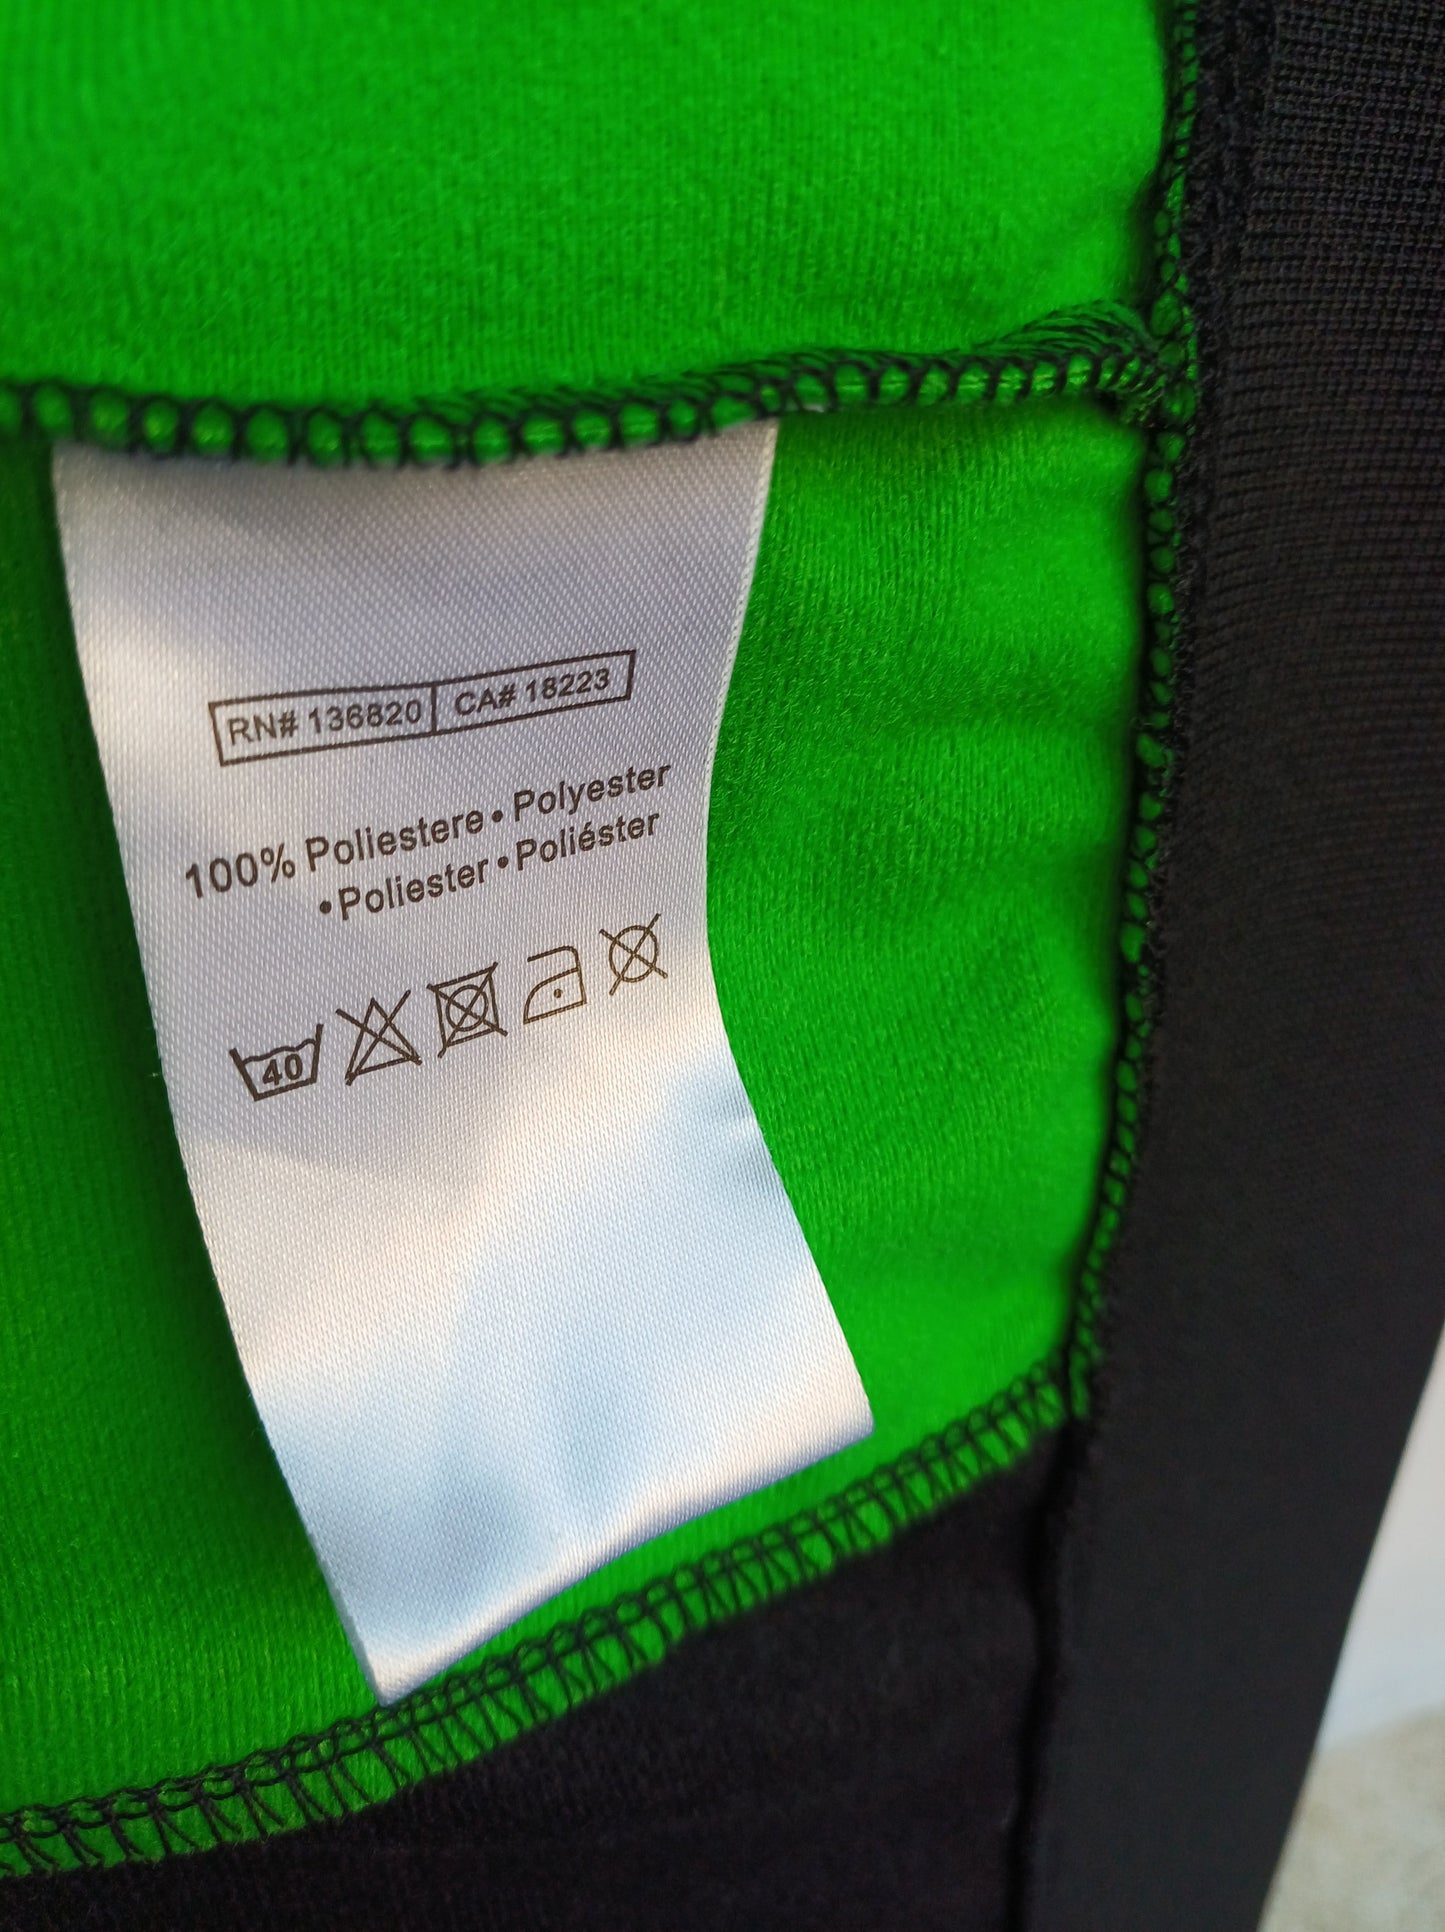 RN# 136820 CA# 18223
100% Poliestere • Polyester
•Poliester • Poliéster
40